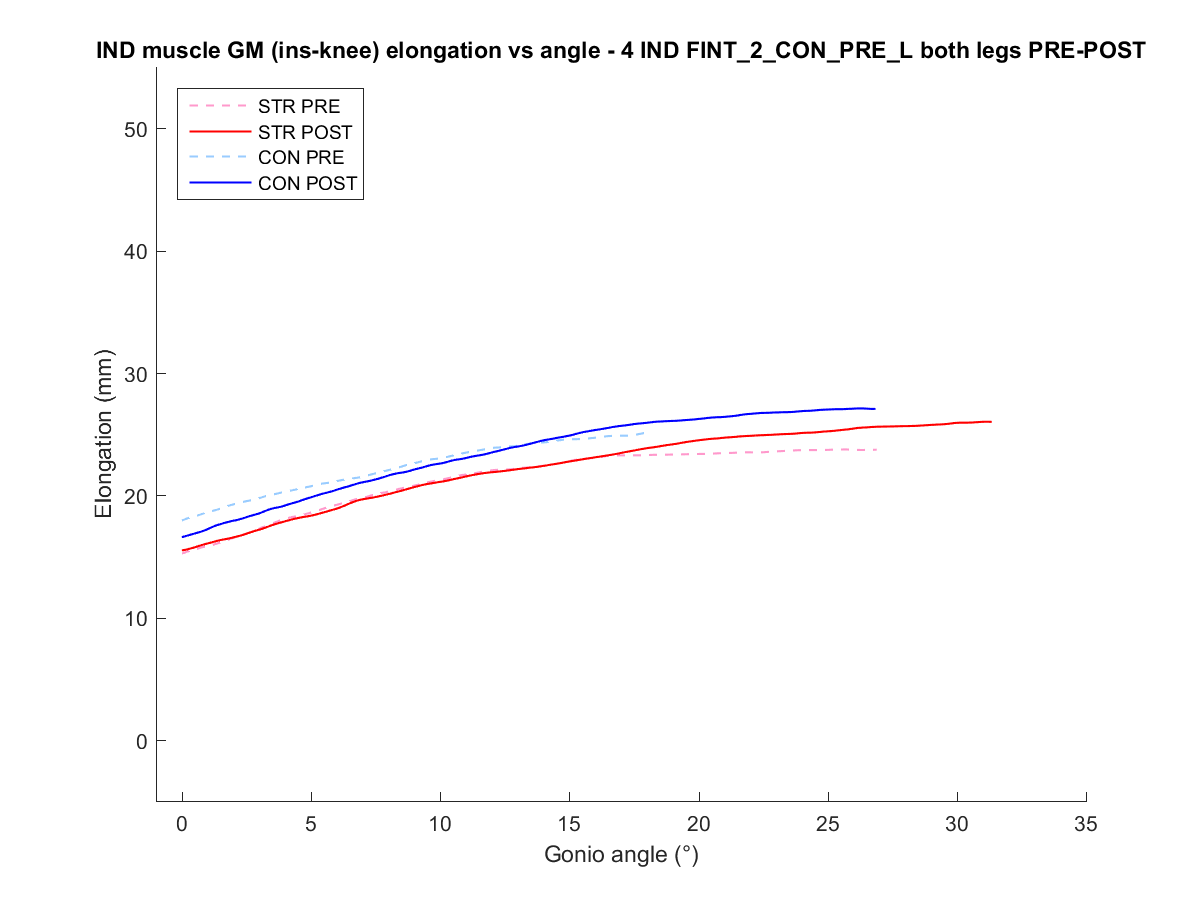 IND muscle GM (ins-knee) elongation vs angle - 4 IND FINT_2_CON_PRE_L both legs PRE-POST
STR PRE
STR POST
CON PRE
CON POST
50
40
30
20
10
0
Elongation (mm)
0 5 10 15 20 25 30 35
Gonio angle (°)